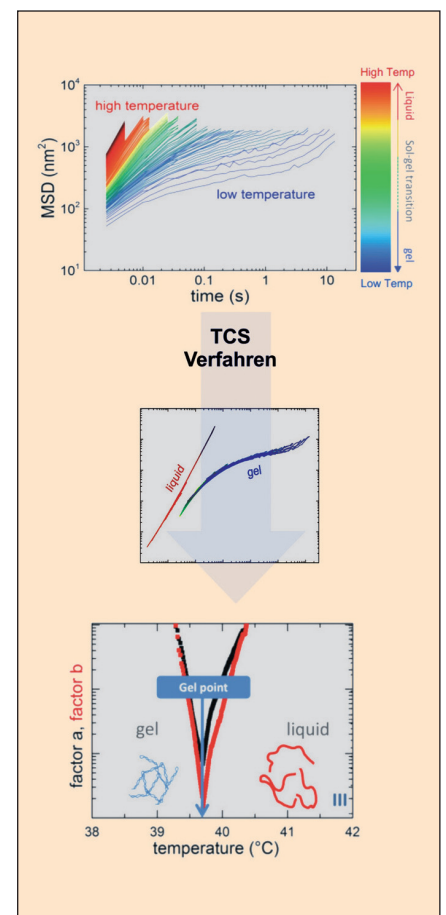 High Temp
10⁴
high temperature
Liquid
10³
MSD (nm²)
Sol-gel transition
10²
low temperature
gel
10¹
Low Temp
0.01 0.1 1 10
time (s)
TCS
Verfahren
liquid
gel
factor a, factor b
Gel point
gel
liquid
III
38 39 40 41 42
temperature (°C)